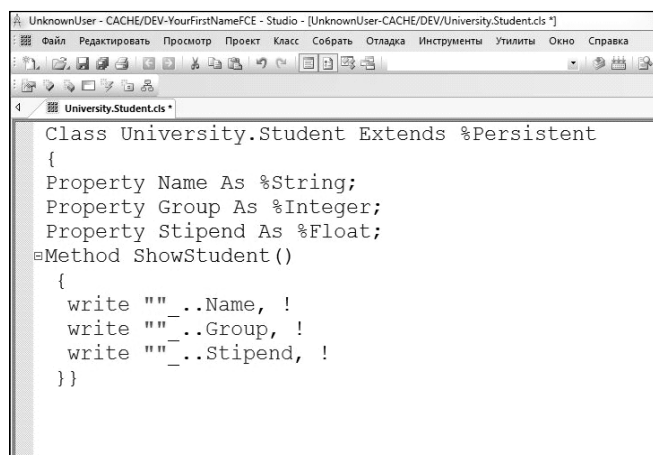 UnknownUser - CACHE/DEV-YourFirstNameFCE - Studio - [UnknownUser-CACHE/DEV/University.Student.cls *]
Файл Редактировать Просмотр Проект Класс Собрать Отладка Инструменты Утилиты Окно Справка
University.Student.cls *
Class University.Student Extends %Persistent
{
Property Name As %String;
Property Group As %Integer;
Property Stipend As %Float;
Method ShowStudent()
{
write ""_..Name, !
write ""_..Group, !
write ""_..Stipend, !
}}